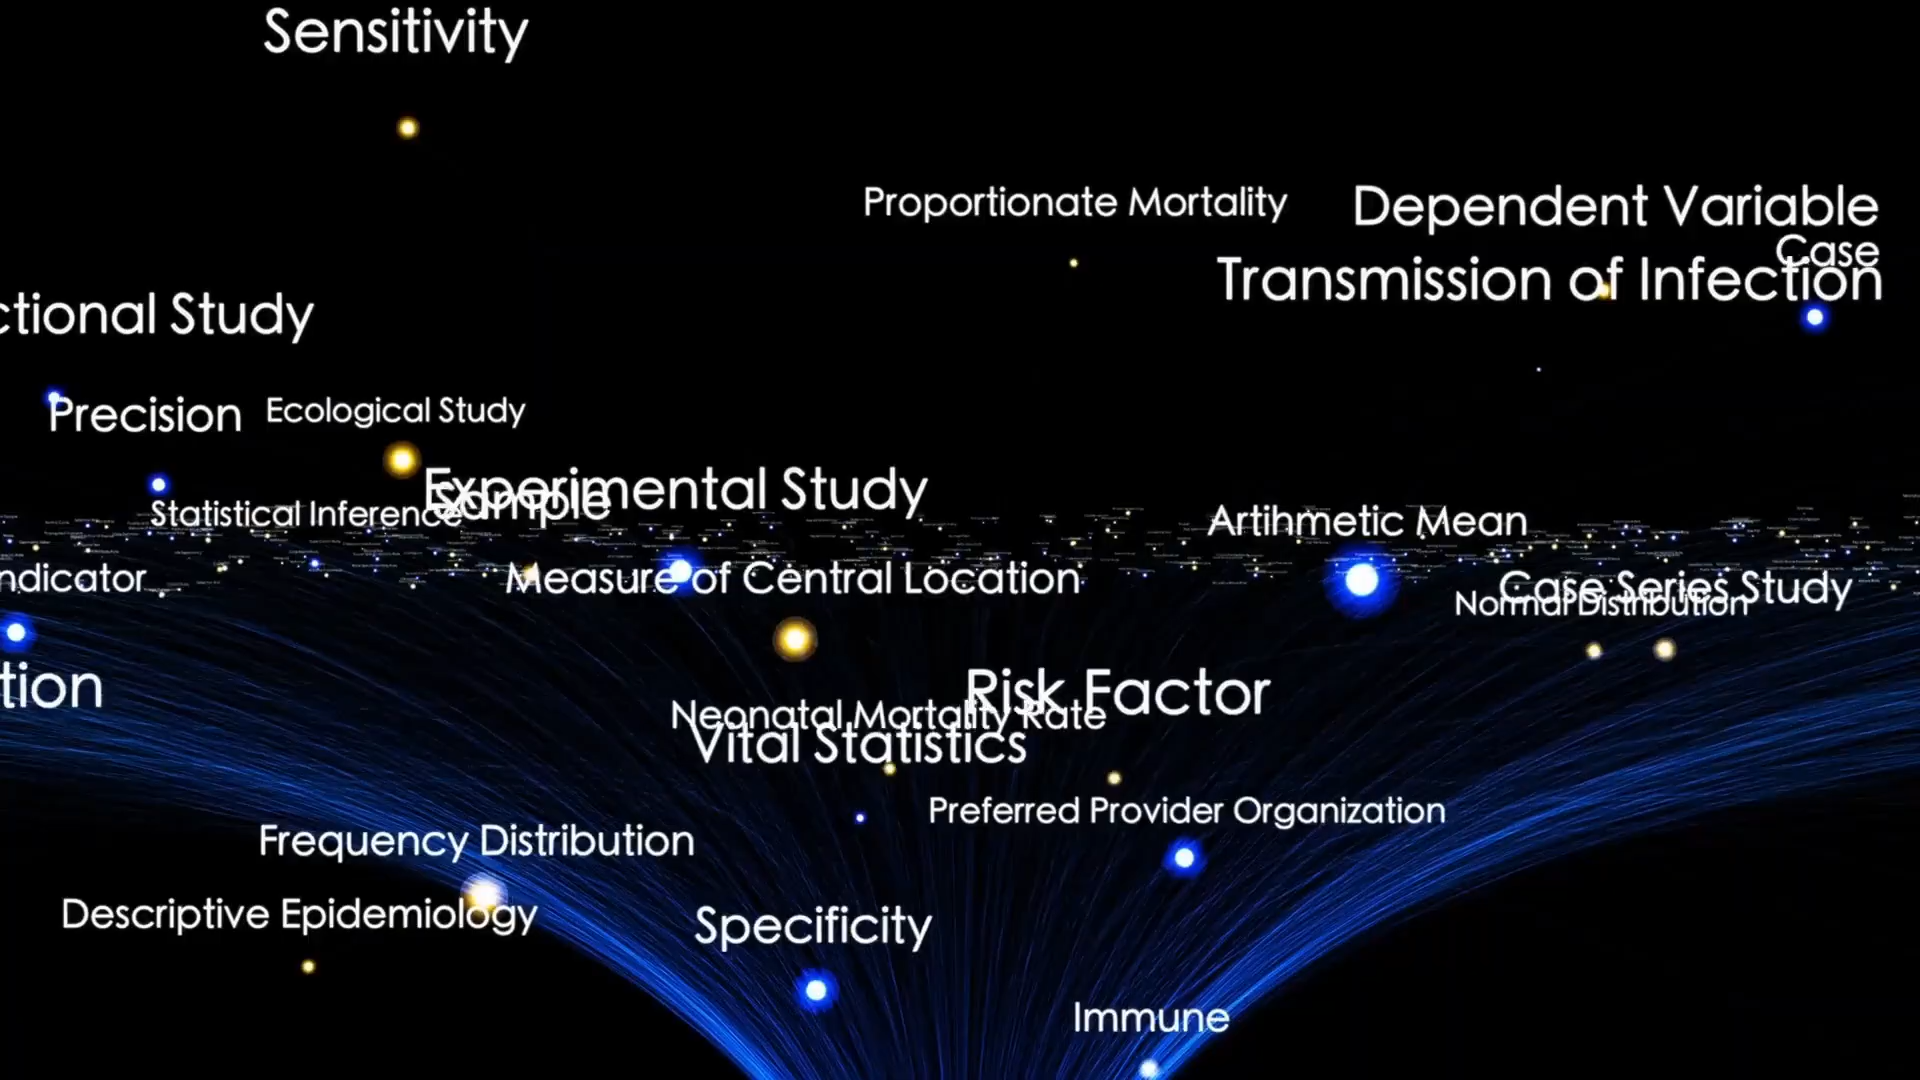 Sensitivity
Proportionate Mortality
Dependent Variable
Case
Transmission of Infection
ctional Study
Precision
Ecological Study
Experimental Study
Sample
Statistical Inference
Artihmetic Mean
Measure of Central Location
ndicator
Case Series Study
Normal Distribution
tion
Risk Factor
Neonatal Mortality Rate
Vital Statistics
Preferred Provider Organization
Frequency Distribution
Descriptive Epidemiology
Specificity
Immune